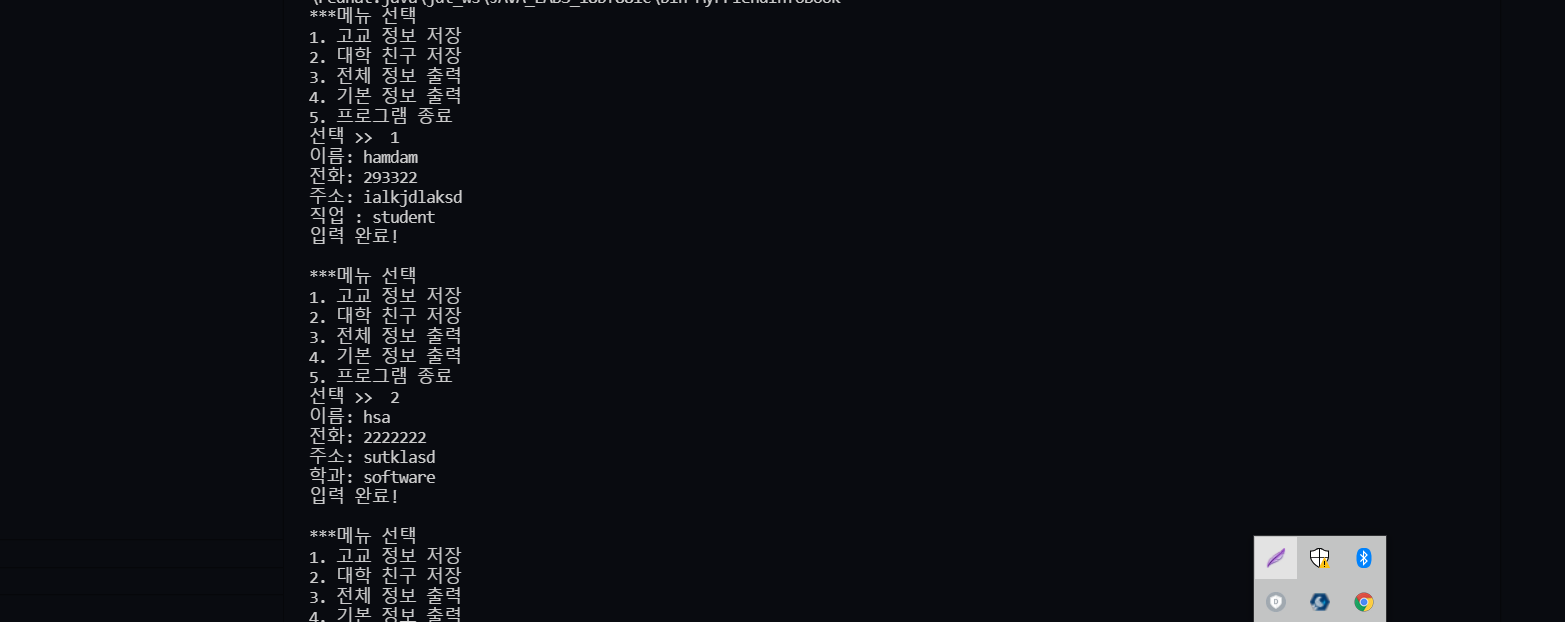 ***메뉴 선택
1. 고교 정보 저장
2. 대학 친구 저장
3. 전체 정보 출력
4. 기본 정보 출력
5. 프로그램 종료
선택 >>  1
이름: hamdam
전화: 293322
주소: ialkjdlaksd
직업 : student
입력 완료!

***메뉴 선택
1. 고교 정보 저장
2. 대학 친구 저장
3. 전체 정보 출력
4. 기본 정보 출력
5. 프로그램 종료
선택 >>  2
이름: hsa
전화: 2222222
주소: sutklasd
학과: software
입력 완료!

***메뉴 선택
1. 고교 정보 저장
2. 대학 친구 저장
3. 전체 정보 출력
4. 기본 정보 출력